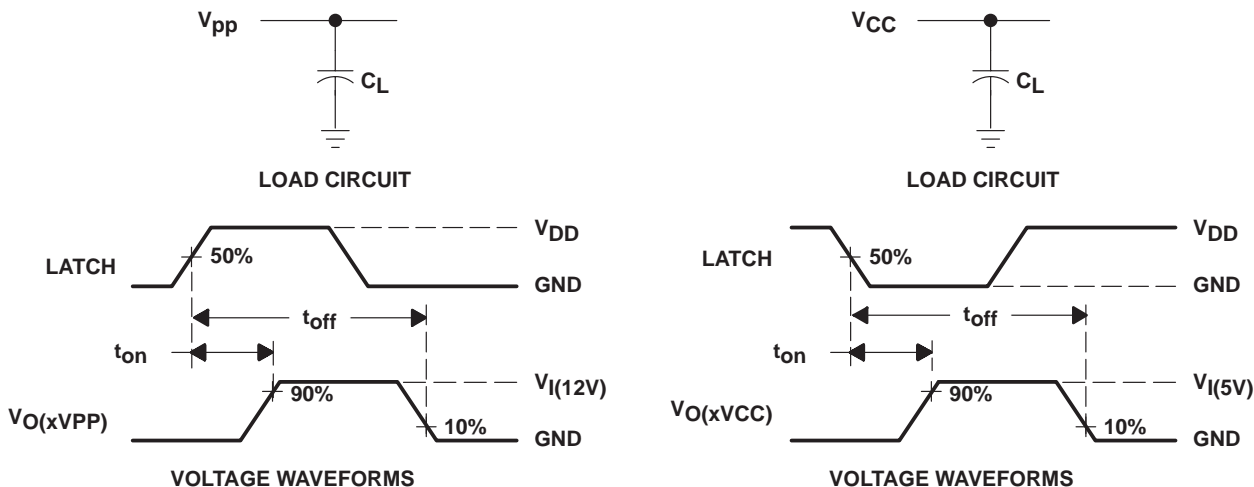 Vpp
CL
LOAD CIRCUIT
VDD
LATCH
50%
GND
toff
ton
VI(12V)
90%
VO(xVPP)
10%
GND
VOLTAGE WAVEFORMS
VCC
CL
LOAD CIRCUIT
VDD
LATCH
50%
GND
toff
ton
VI(5V)
90%
VO(xVCC)
10%
GND
VOLTAGE WAVEFORMS